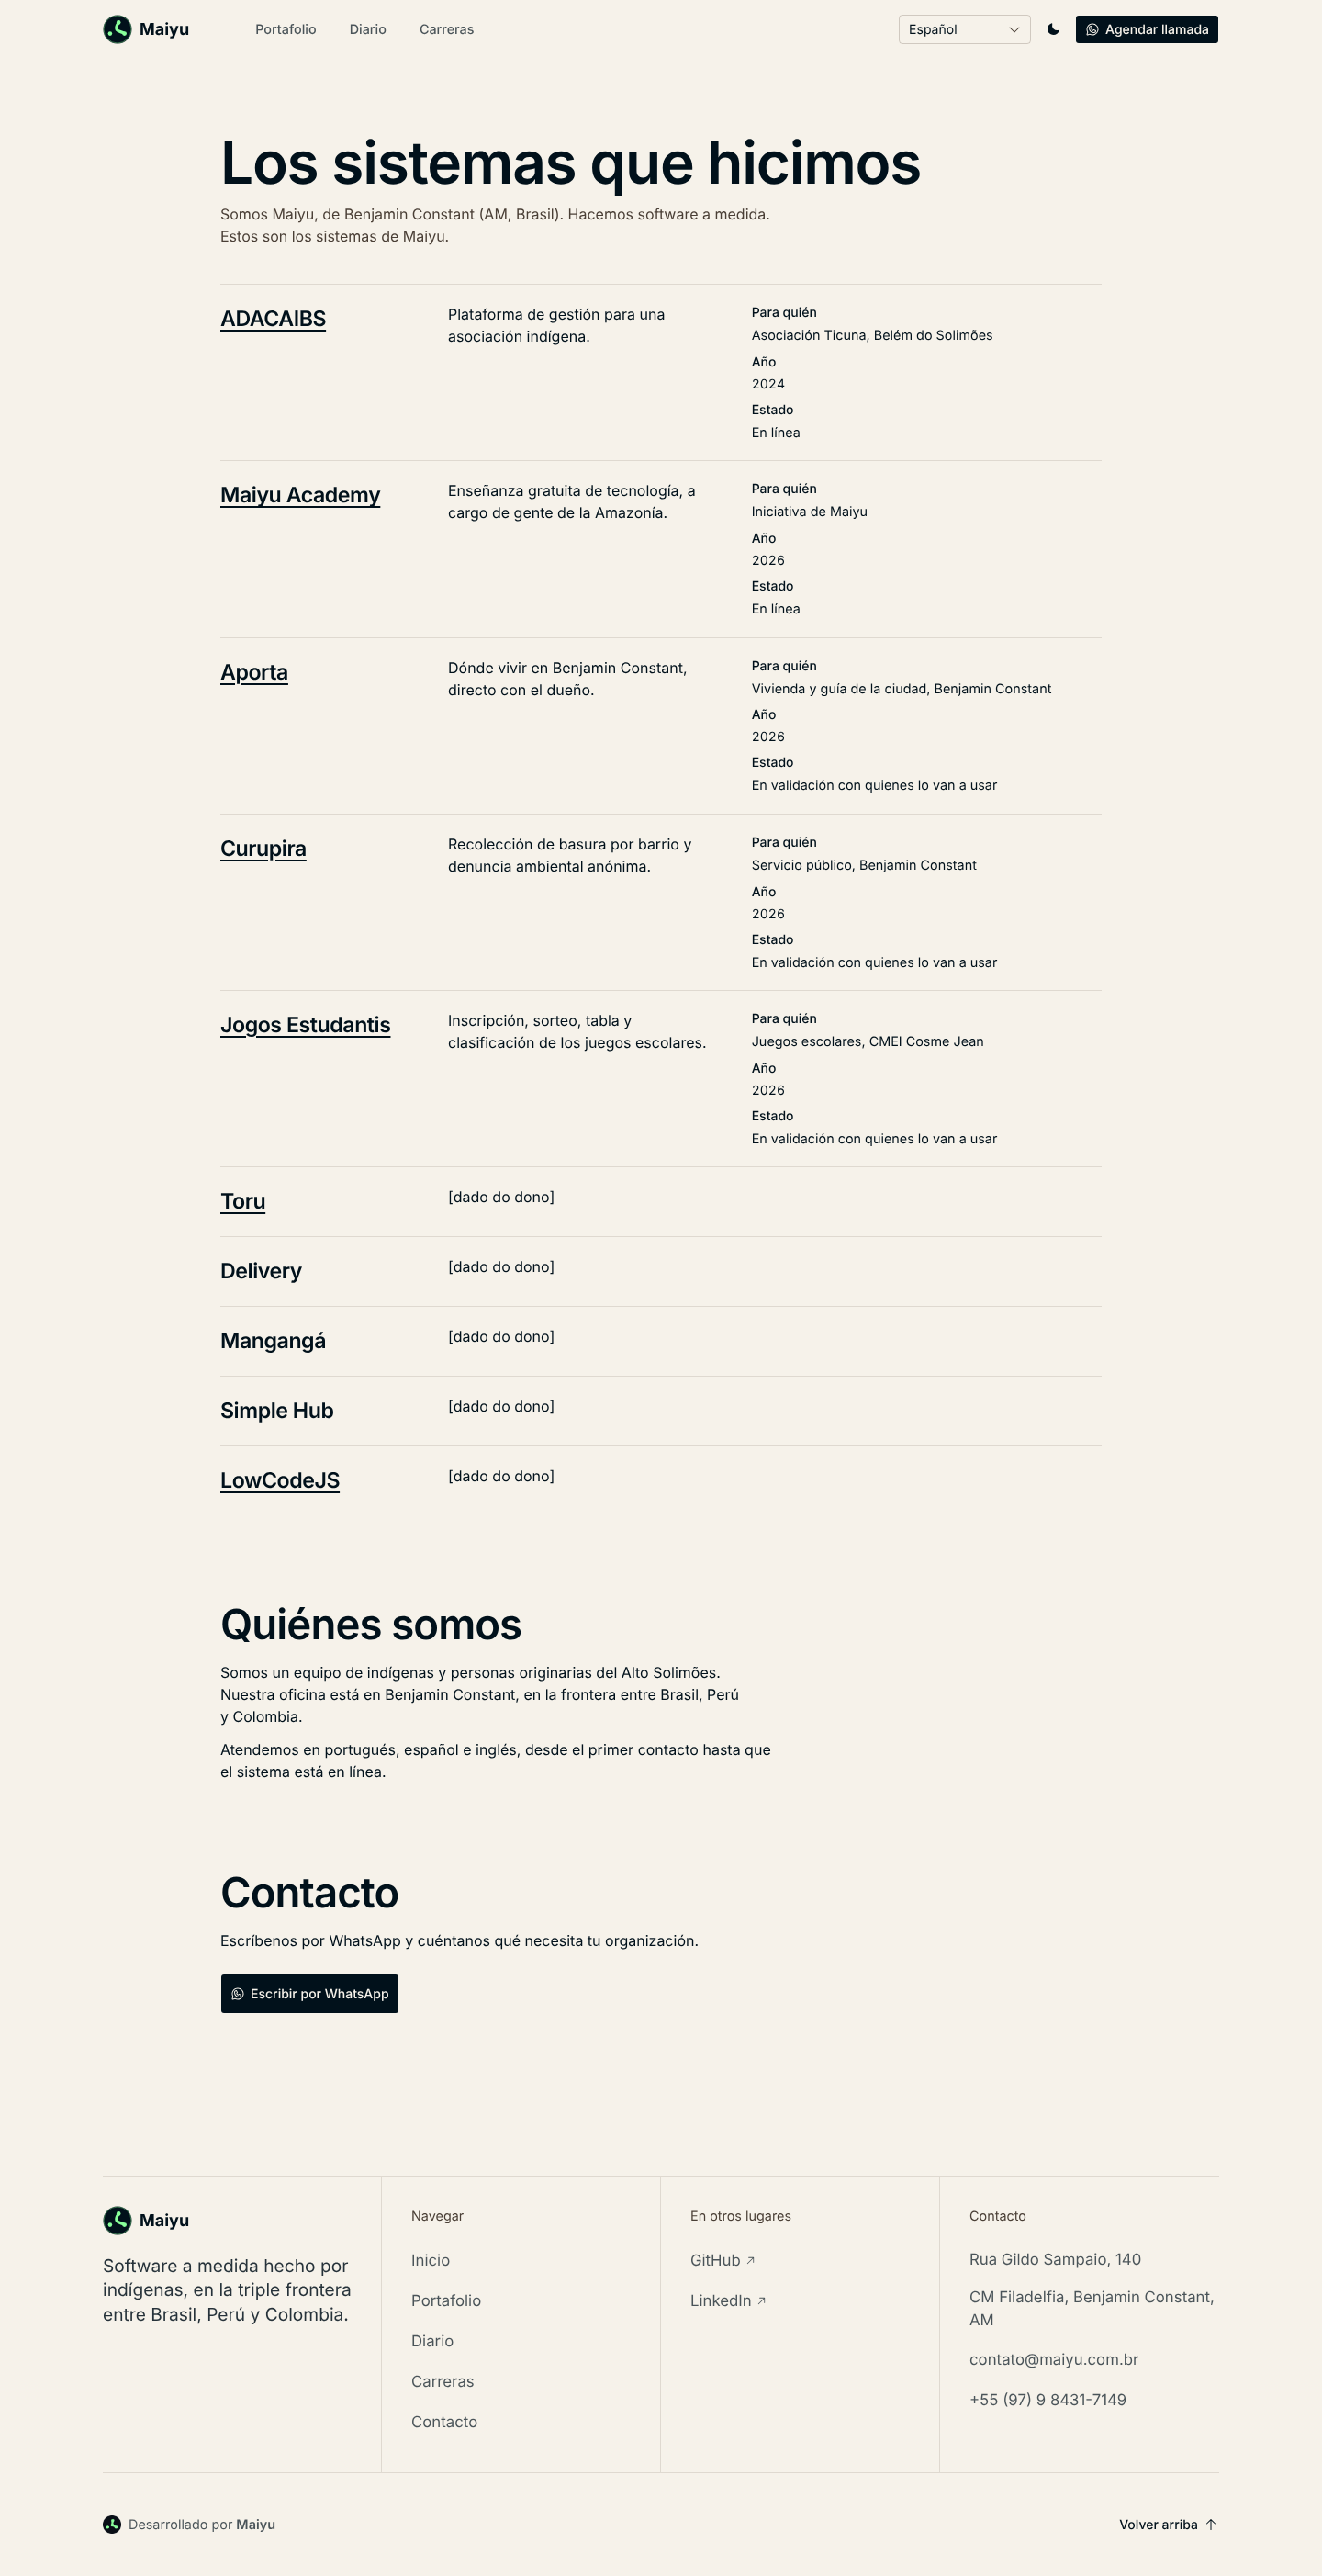 Maiyu
Portafolio
Diario
Carreras
Español
Agendar llamada
Los sistemas que hicimos
Somos Maiyu, de Benjamin Constant (AM, Brasil). Hacemos software a medida.
Estos son los sistemas de Maiyu.
ADACAIBS
Plataforma de gestión para una
asociación indígena.
Para quién
Asociación Ticuna, Belém do Solimões
Año
2024
Estado
En línea
Maiyu Academy
Enseñanza gratuita de tecnología, a
cargo de gente de la Amazonía.
Para quién
Iniciativa de Maiyu
Año
2026
Estado
En línea
Aporta
Dónde vivir en Benjamin Constant,
directo con el dueño.
Para quién
Vivienda y guía de la ciudad, Benjamin Constant
Año
2026
Estado
En validación con quienes lo van a usar
Curupira
Recolección de basura por barrio y
denuncia ambiental anónima.
Para quién
Servicio público, Benjamin Constant
Año
2026
Estado
En validación con quienes lo van a usar
Jogos Estudantis
Inscripción, sorteo, tabla y
clasificación de los juegos escolares.
Para quién
Juegos escolares, CMEI Cosme Jean
Año
2026
Estado
En validación con quienes lo van a usar
Toru
[dado do dono]
Delivery
[dado do dono]
Mangangá
[dado do dono]
Simple Hub
[dado do dono]
LowCodeJS
[dado do dono]
Quiénes somos
Somos un equipo de indígenas y personas originarias del Alto Solimões.
Nuestra oficina está en Benjamin Constant, en la frontera entre Brasil, Perú
y Colombia.
Atendemos en portugués, español e inglés, desde el primer contacto hasta que
el sistema está en línea.
Contacto
Escríbenos por WhatsApp y cuéntanos qué necesita tu organización.
Escribir por WhatsApp
Maiyu
Software a medida hecho por
indígenas, en la triple frontera
entre Brasil, Perú y Colombia.
Navegar
Inicio
Portafolio
Diario
Carreras
Contacto
En otros lugares
GitHub ↗
LinkedIn ↗
Contacto
Rua Gildo Sampaio, 140
CM Filadelfia, Benjamin Constant,
AM
contato@maiyu.com.br
+55 (97) 9 8431-7149
Desarrollado por Maiyu
Volver arriba ↑